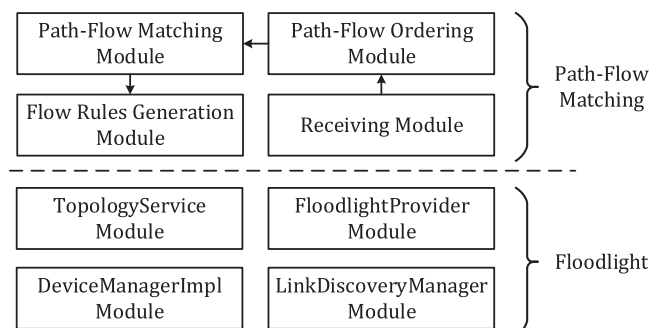 Path-Flow Matching
Module
Path-Flow Ordering
Module
Flow Rules Generation
Module
Receiving Module
Path-Flow
Matching
TopologyService
Module
FloodlightProvider
Module
DeviceManagerImpl
Module
LinkDiscoveryManager
Module
Floodlight